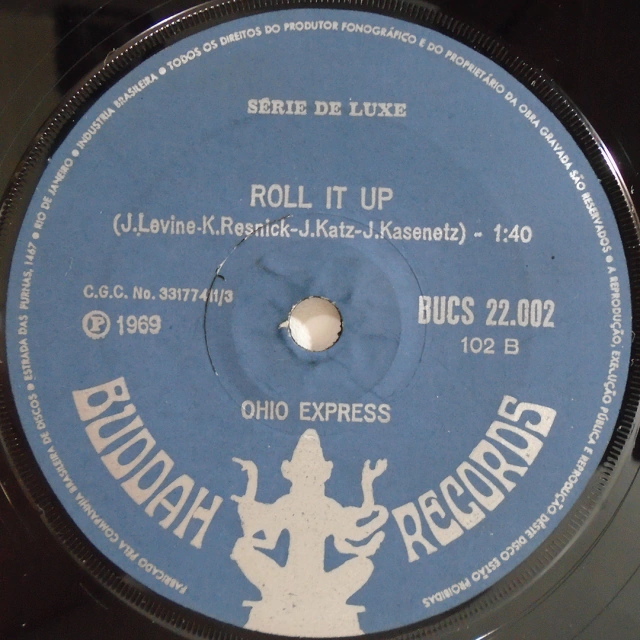 FABRICADO PELA COMPANHIA BRASILEIRA DE DISCOS ● ESTRADA DAS FURNAS, 1457 ● RIO DE JANEIRO ● INDUSTRIA BRASILEIRA ● TODOS OS DIREITOS DO PRODUTOR FONOGRÁFICO E DO PROPRIETÁRIO DA OBRA GRAVADA SÃO RESERVADOS ● A REPRODUÇÃO, EXECUÇÃO PÚBLICA E RADIODIFUSÃO DÊSTE DISCO ESTÃO PROIBIDAS
SÉRIE DE LUXE
ROLL IT UP
(J.Levine-K.Resnick-J.Katz-J.Kasenetz) - 1:40
C.G.C. No. 33177411/3
Ⓟ 1969
BUCS 22.002
102 B
OHIO EXPRESS
BUDDAH RECORDS